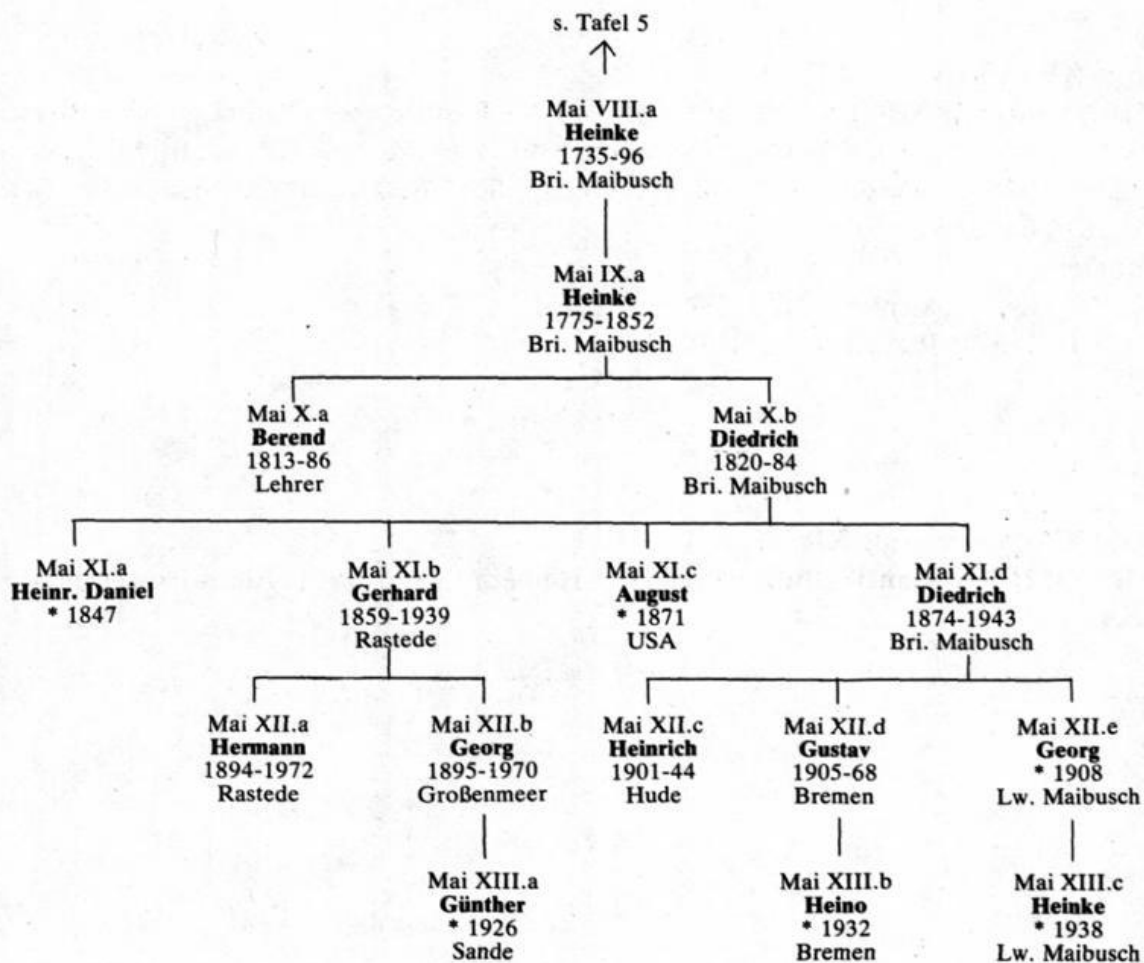 s. Tafel 5
Mai VIII.a
Heinke
1735-96
Bri. Maibusch
Mai IX.a
Heinke
1775-1852
Bri. Maibusch
Mai X.a
Berend
1813-86
Lehrer
Mai X.b
Diedrich
1820-84
Bri. Maibusch
Mai XI.a
Heinr. Daniel
* 1847
Mai XI.b
Gerhard
1859-1939
Rastede
Mai XI.c
August
* 1871
USA
Mai XI.d
Diedrich
1874-1943
Bri. Maibusch
Mai XII.a
Hermann
1894-1972
Rastede
Mai XII.b
Georg
1895-1970
Großenmeer
Mai XII.c
Heinrich
1901-44
Hude
Mai XII.d
Gustav
1905-68
Bremen
Mai XII.e
Georg
* 1908
Lw. Maibusch
Mai XIII.a
Günther
* 1926
Sande
Mai XIII.b
Heino
* 1932
Bremen
Mai XIII.c
Heinke
* 1938
Lw. Maibusch